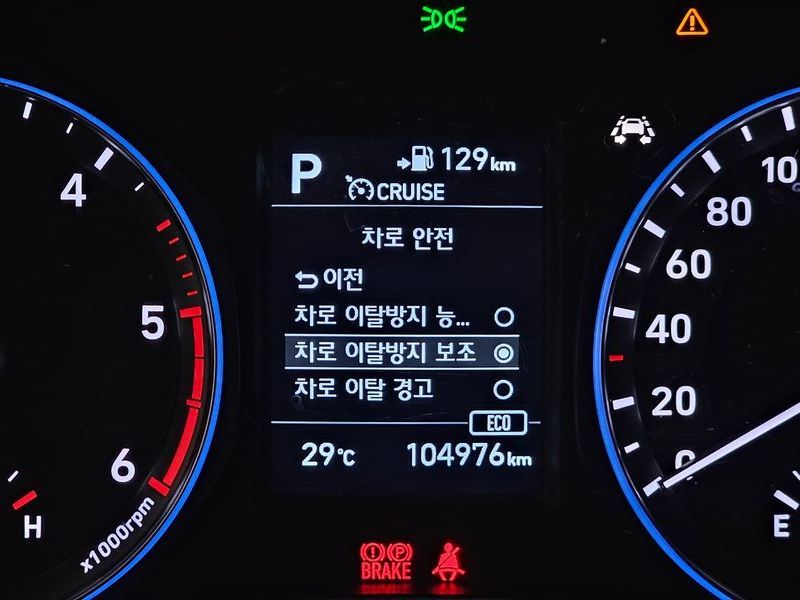 P
129km
CRUISE
차로 안전
이전
차로 이탈방지 능...
차로 이탈방지 보조
차로 이탈 경고
ECO
29℃ 104976km
4
5
6
H
x1000rpm
100
80
60
40
20
0
E
(!) (P)
BRAKE